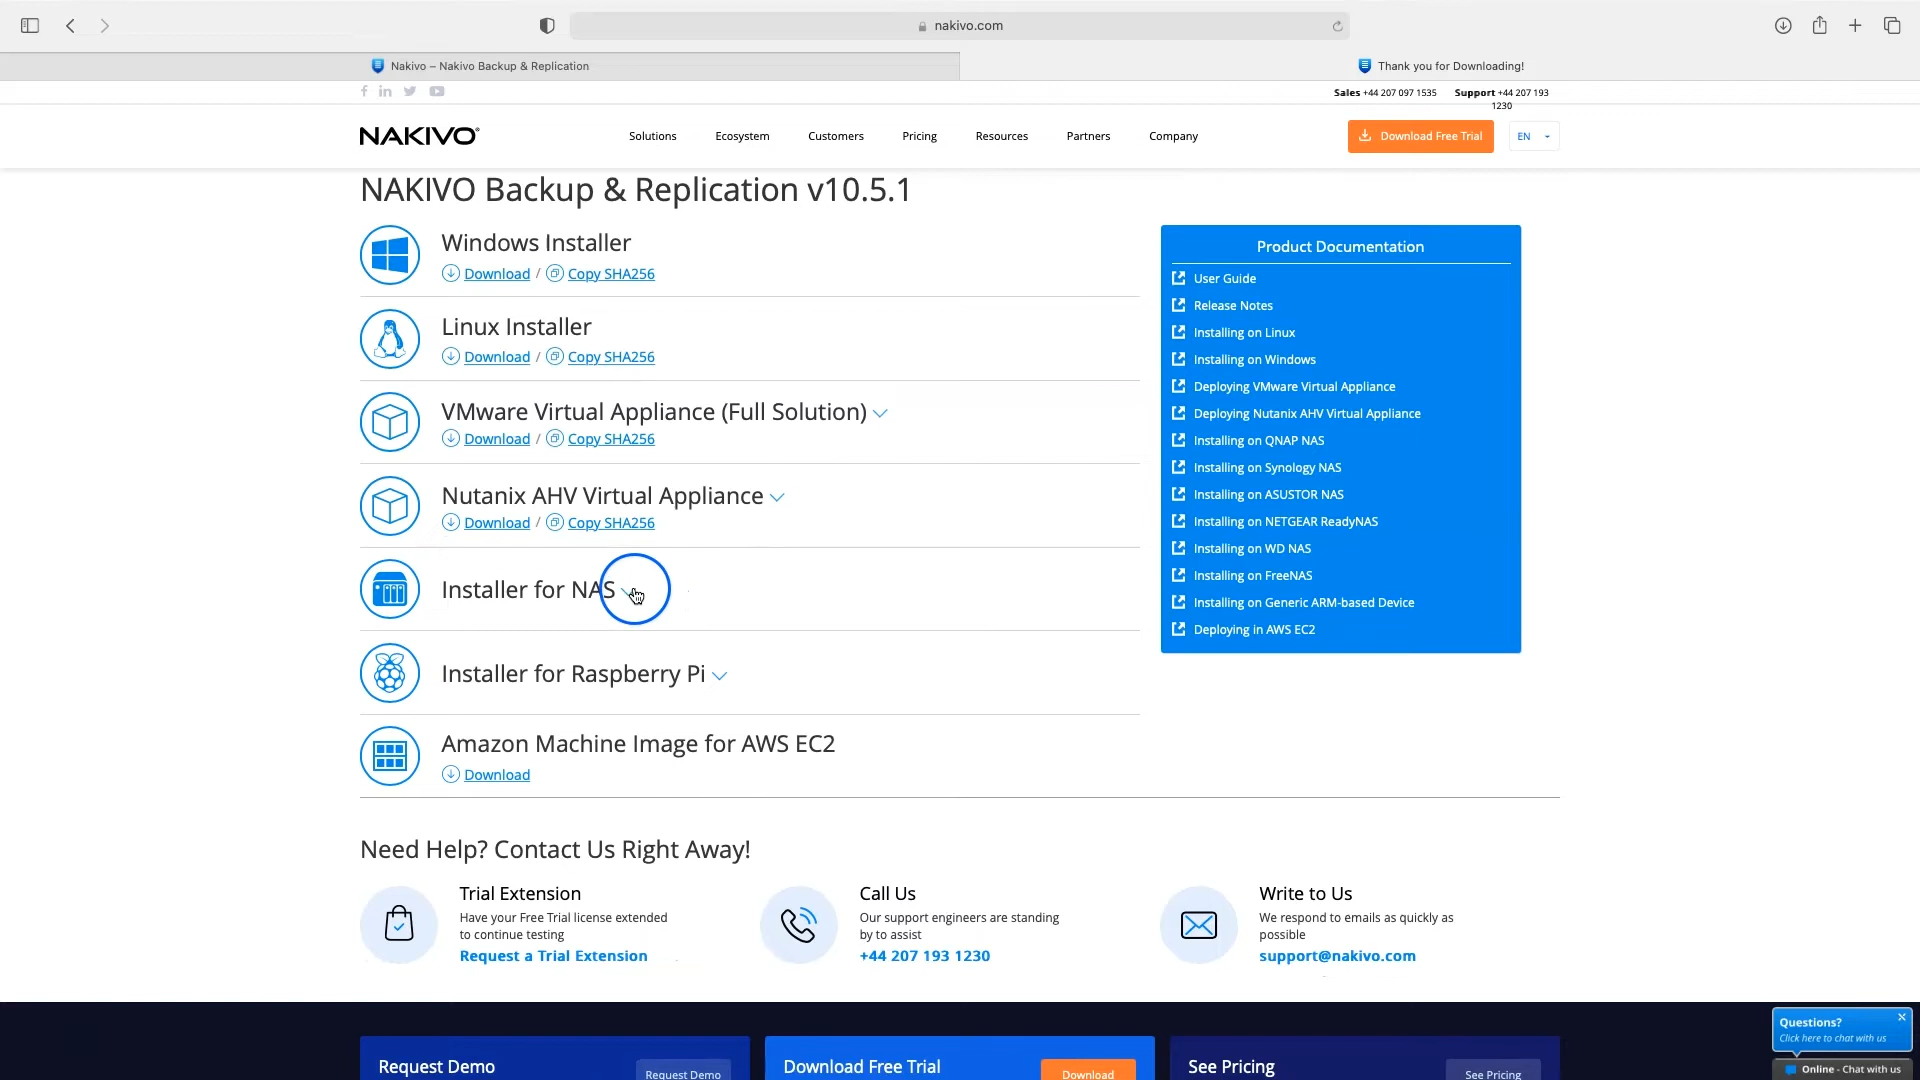 nakivo.com
Nakivo – Nakivo Backup & Replication
Thank you for Downloading!
Sales +44 207 097 1535
Support +44 207 193
1230
NAKIVO®
Solutions
Ecosystem
Customers
Pricing
Resources
Partners
Company
Download Free Trial
EN
NAKIVO Backup & Replication v10.5.1
Windows Installer
Download / Copy SHA256
Linux Installer
Download / Copy SHA256
VMware Virtual Appliance (Full Solution)
Download / Copy SHA256
Nutanix AHV Virtual Appliance
Download / Copy SHA256
Installer for NAS
Installer for Raspberry Pi
Amazon Machine Image for AWS EC2
Download
Product Documentation
User Guide
Release Notes
Installing on Linux
Installing on Windows
Deploying VMware Virtual Appliance
Deploying Nutanix AHV Virtual Appliance
Installing on QNAP NAS
Installing on Synology NAS
Installing on ASUSTOR NAS
Installing on NETGEAR ReadyNAS
Installing on WD NAS
Installing on FreeNAS
Installing on Generic ARM-based Device
Deploying in AWS EC2
Need Help? Contact Us Right Away!
Trial Extension
Have your Free Trial license extended
to continue testing
Request a Trial Extension
Call Us
Our support engineers are standing
by to assist
+44 207 193 1230
Write to Us
We respond to emails as quickly as
possible
support@nakivo.com
Request Demo
Request Demo
Download Free Trial
Download
See Pricing
See Pricing
Questions?
Click here to chat with us
Online - Chat with us